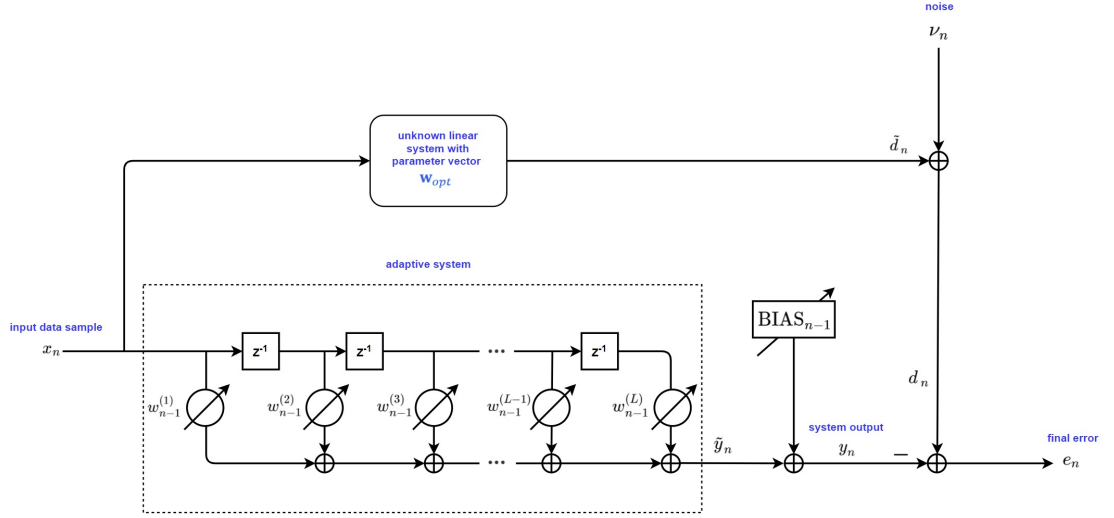 noise
ν_n
unknown linear
system with
parameter vector
w_opt
d̃_n
adaptive system
input data sample
x_n
z⁻¹
z⁻¹
...
z⁻¹
BIAS_{n−1}
w_{n−1}^{(1)}
w_{n−1}^{(2)}
w_{n−1}^{(3)}
w_{n−1}^{(L−1)}
w_{n−1}^{(L)}
d_n
ỹ_n
system output
y_n
−
final error
e_n
...